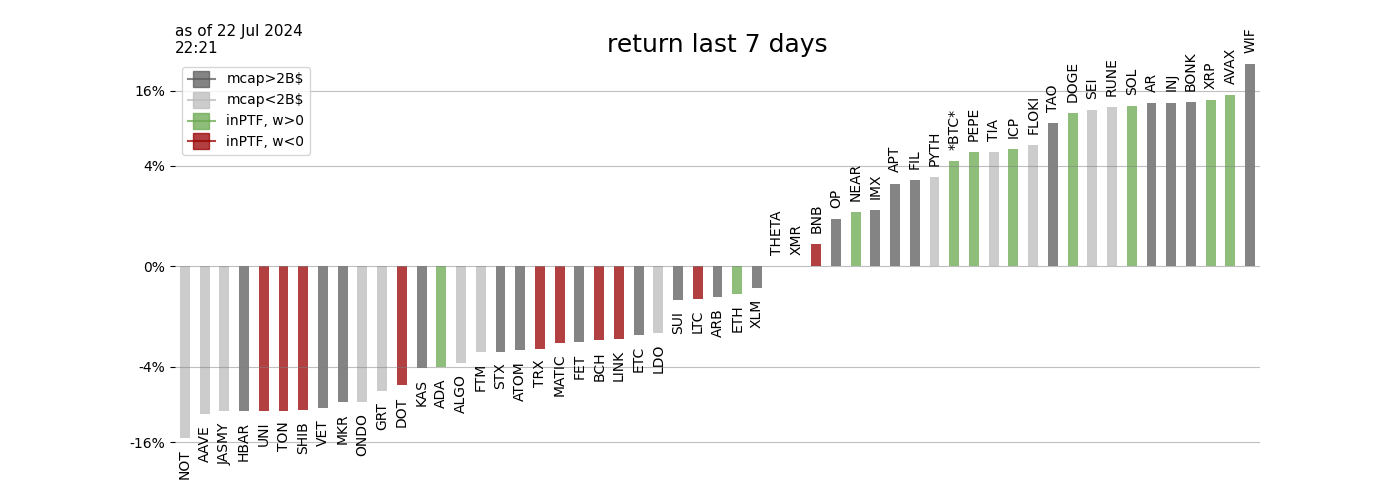 as of 22 Jul 2024
22:21
return last 7 days
mcap>2B$
mcap<2B$
inPTF, w>0
inPTF, w<0
16%
4%
0%
-4%
-16%
NOT
AAVE
JASMY
HBAR
UNI
TON
SHIB
VET
MKR
ONDO
GRT
DOT
KAS
ADA
ALGO
FTM
STX
ATOM
TRX
MATIC
FET
BCH
LINK
ETC
LDO
SUI
LTC
ARB
ETH
XLM
THETA
XMR
BNB
OP
NEAR
IMX
APT
FIL
PYTH
*BTC*
PEPE
TIA
ICP
FLOKI
TAO
DOGE
SEI
RUNE
SOL
AR
INJ
BONK
XRP
AVAX
WIF